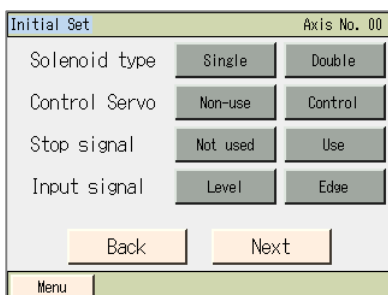 Initial Set Axis No. 00
Solenoid type Single Double
Control Servo Non-use Control
Stop signal Not used Use
Input signal Level Edge
Back Next
Menu